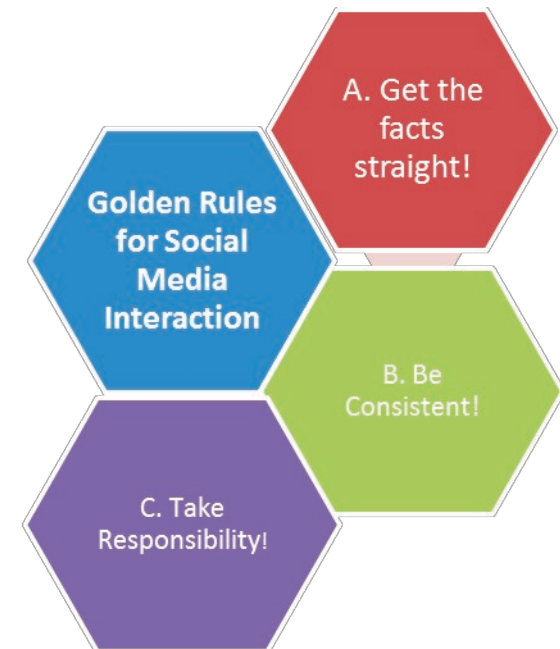 Golden Rules
for Social
Media
Interaction
A. Get the
facts
straight!
B. Be
Consistent!
C. Take
Responsibility!